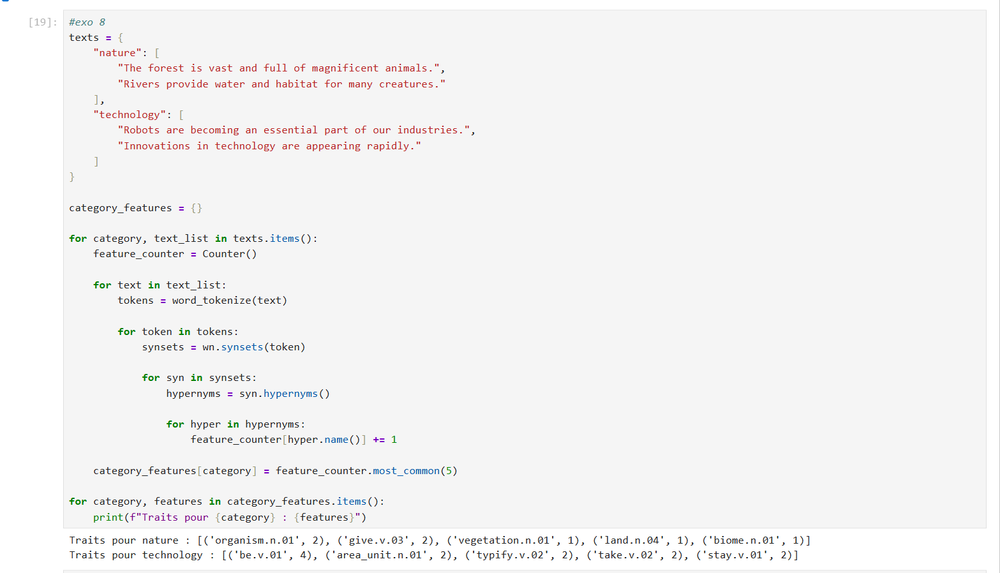 [19]: #exo 8
texts = {
    "nature": [
        "The forest is vast and full of magnificent animals.",
        "Rivers provide water and habitat for many creatures."
    ],
    "technology": [
        "Robots are becoming an essential part of our industries.",
        "Innovations in technology are appearing rapidly."
    ]
}

category_features = {}

for category, text_list in texts.items():
    feature_counter = Counter()

    for text in text_list:
        tokens = word_tokenize(text)

        for token in tokens:
            synsets = wn.synsets(token)

            for syn in synsets:
                hypernyms = syn.hypernyms()

                for hyper in hypernyms:
                    feature_counter[hyper.name()] += 1

    category_features[category] = feature_counter.most_common(5)

for category, features in category_features.items():
    print(f"Traits pour {category} : {features}")
Traits pour nature : [('organism.n.01', 2), ('give.v.03', 2), ('vegetation.n.01', 1), ('land.n.04', 1), ('biome.n.01', 1)]
Traits pour technology : [('be.v.01', 4), ('area_unit.n.01', 2), ('typify.v.02', 2), ('take.v.02', 2), ('stay.v.01', 2)]